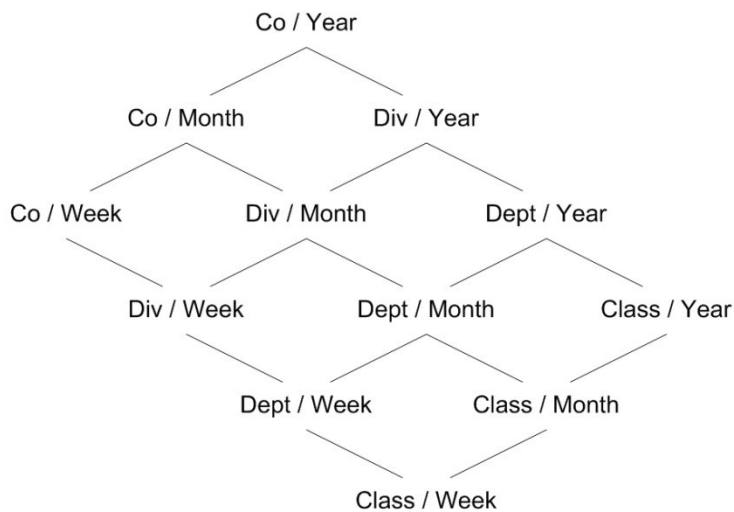 Co / Year
Co / Month
Div / Year
Co / Week
Div / Month
Dept / Year
Div / Week
Dept / Month
Class / Year
Dept / Week
Class / Month
Class / Week